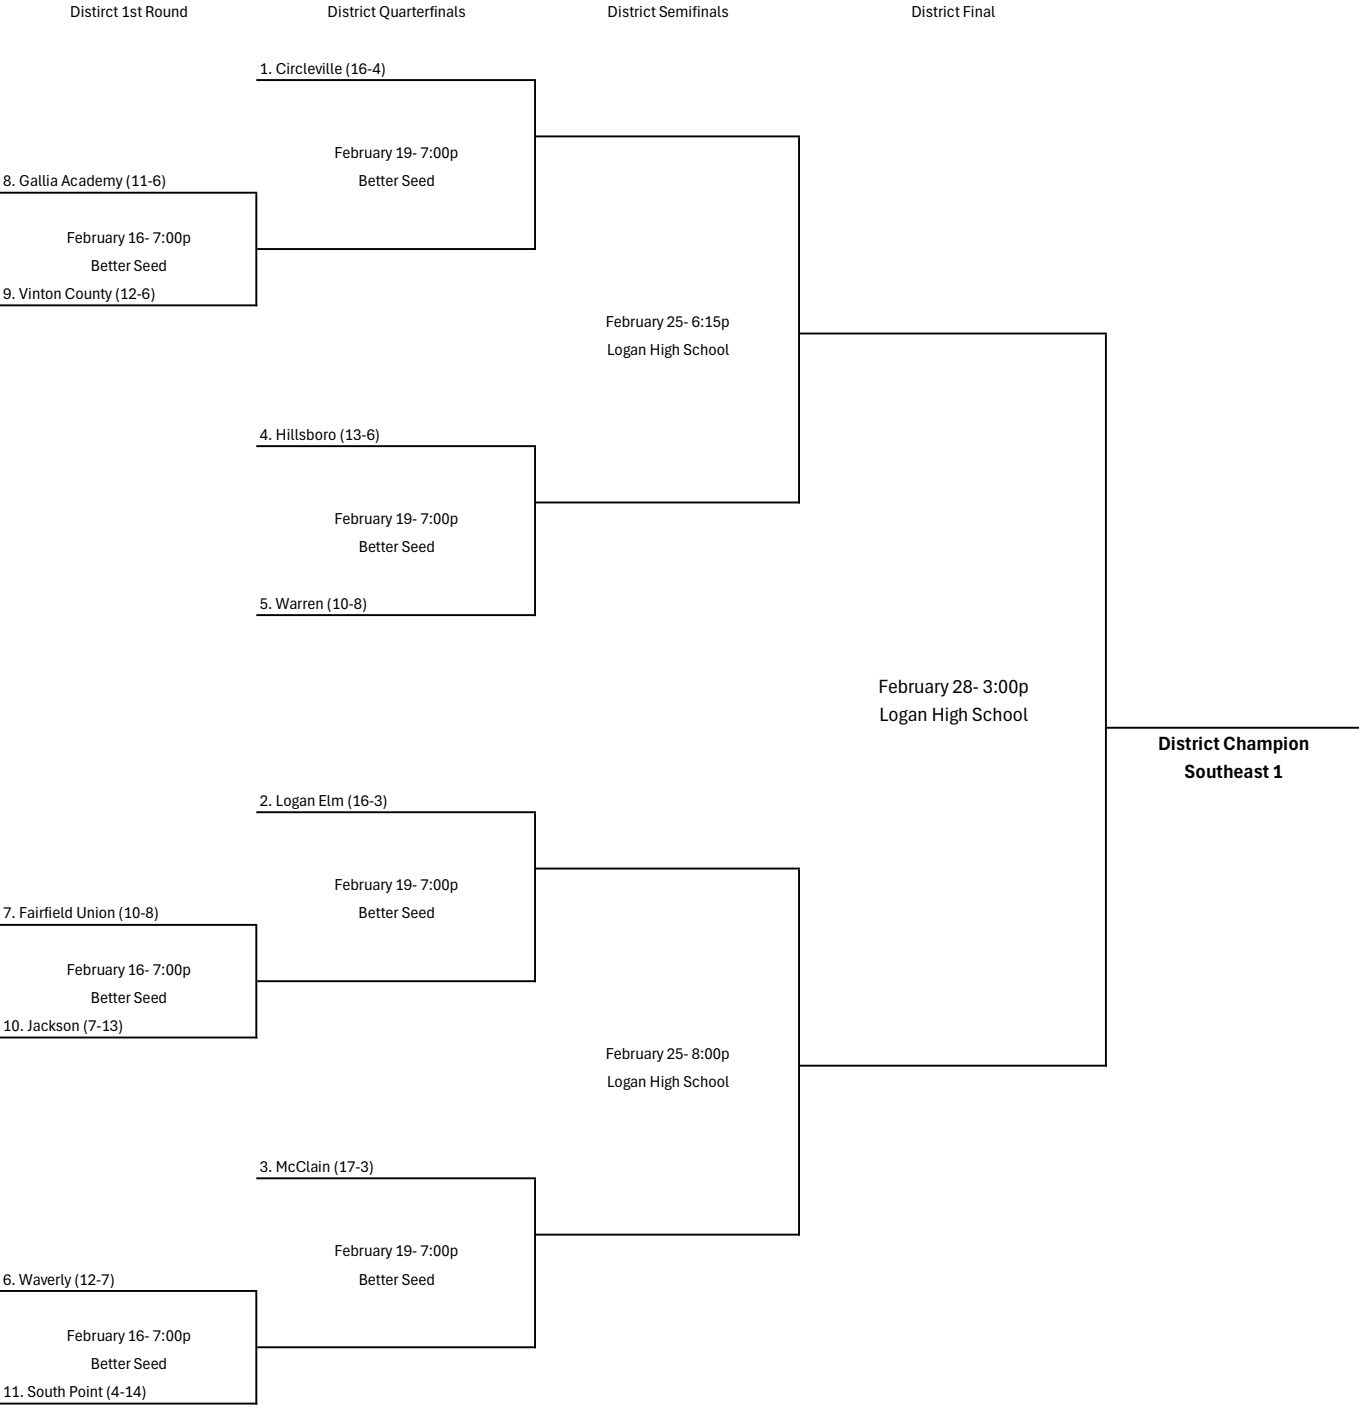 Distirct 1st Round
District Quarterfinals
District Semifinals
District Final
1. Circleville (16-4)
February 19- 7:00p
Better Seed
8. Gallia Academy (11-6)
February 16- 7:00p
Better Seed
9. Vinton County (12-6)
February 25- 6:15p
Logan High School
4. Hillsboro (13-6)
February 19- 7:00p
Better Seed
5. Warren (10-8)
February 28- 3:00p
Logan High School
District Champion
Southeast 1
2. Logan Elm (16-3)
February 19- 7:00p
Better Seed
7. Fairfield Union (10-8)
February 16- 7:00p
Better Seed
10. Jackson (7-13)
February 25- 8:00p
Logan High School
3. McClain (17-3)
February 19- 7:00p
Better Seed
6. Waverly (12-7)
February 16- 7:00p
Better Seed
11. South Point (4-14)